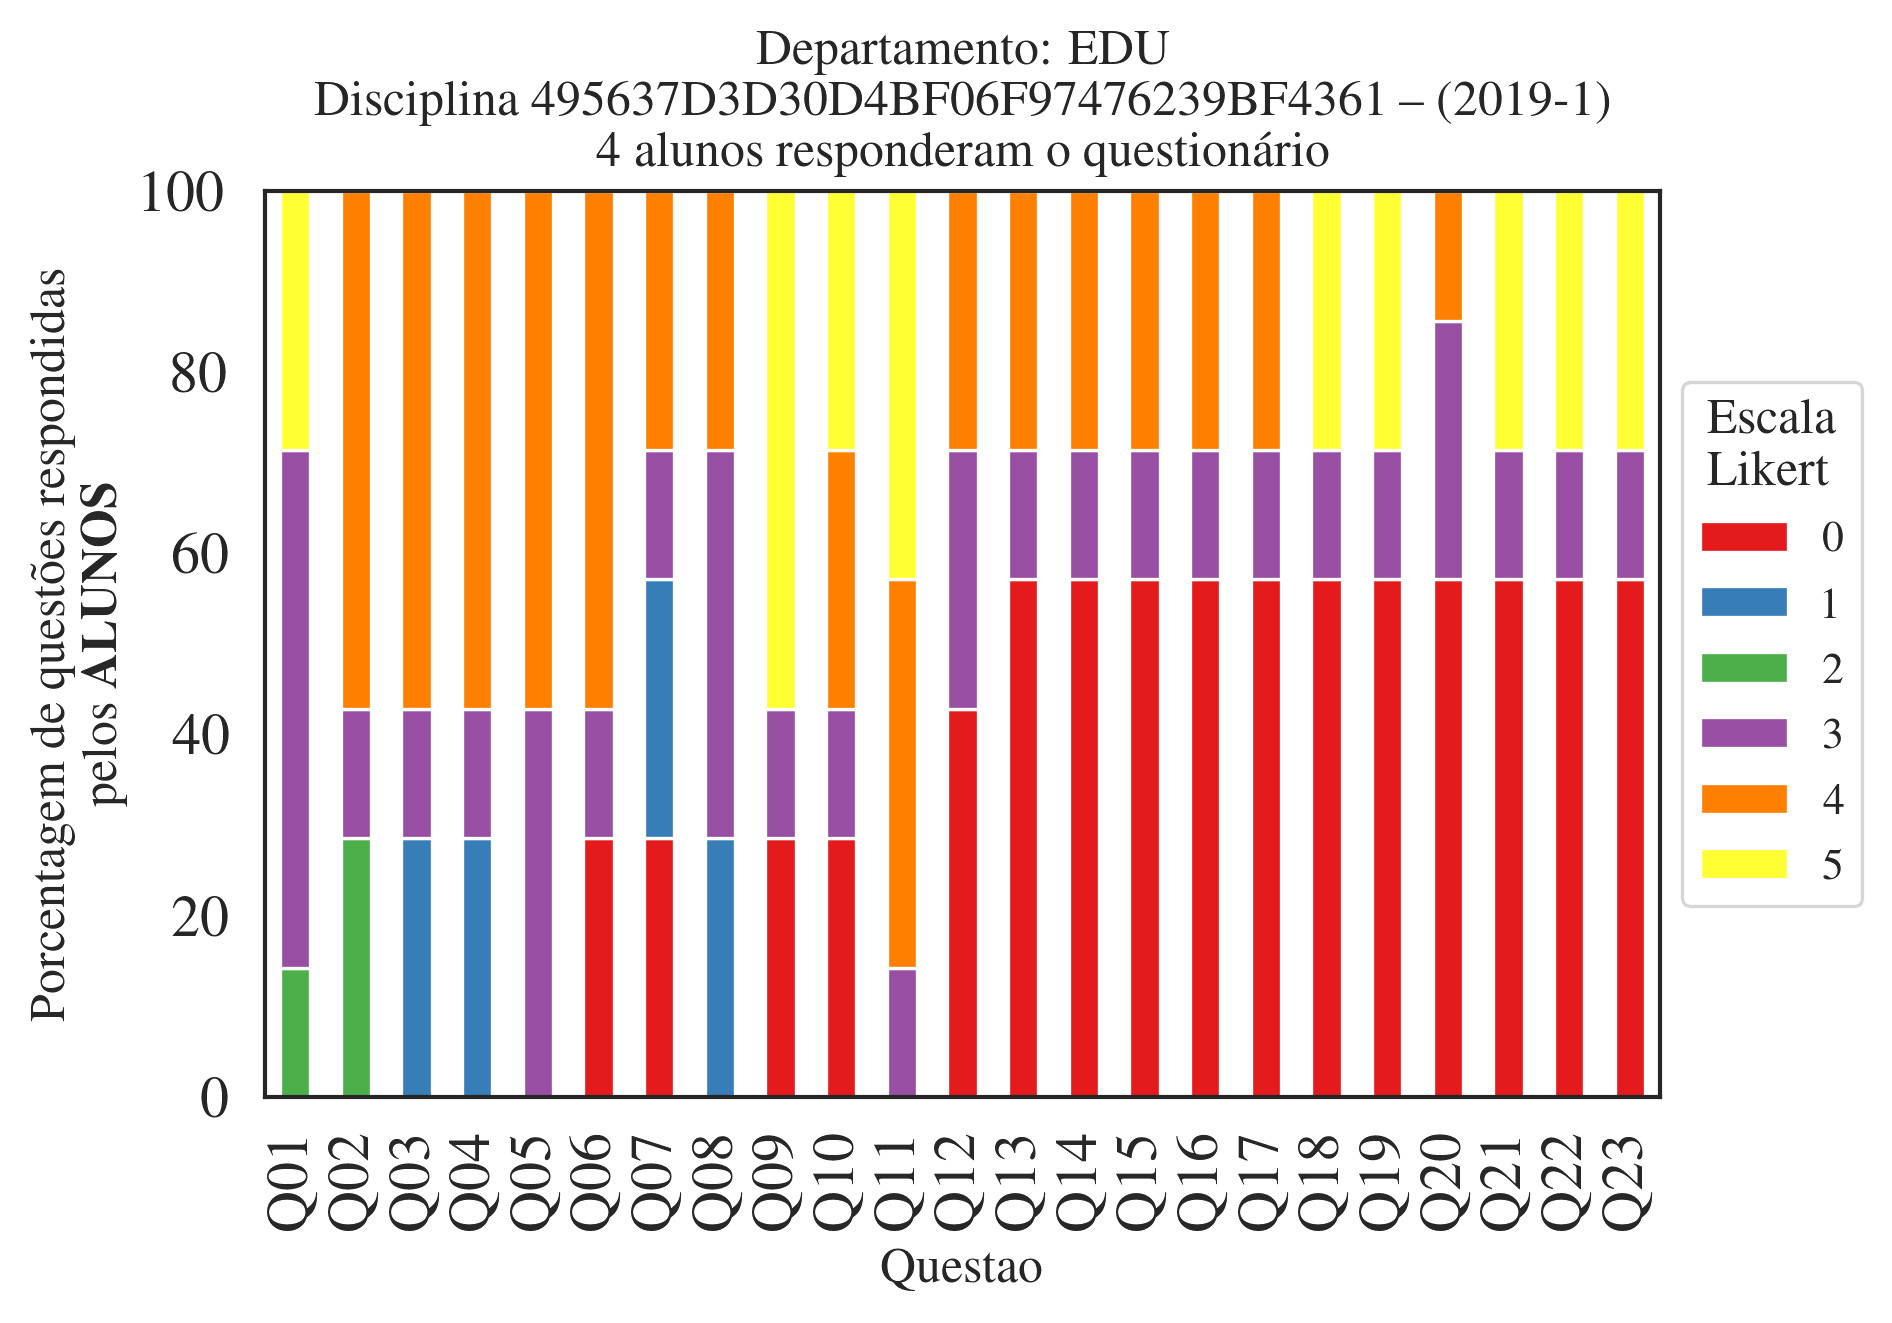 Departamento: EDU
Disciplina 495637D3D30D4BF06F97476239BF4361 – (2019-1)
4 alunos responderam o questionário
Porcentagem de questões respondidas
pelos ALUNOS
100
80
60
40
20
0
Q01 Q02 Q03 Q04 Q05 Q06 Q07 Q08 Q09 Q10 Q11 Q12 Q13 Q14 Q15 Q16 Q17 Q18 Q19 Q20 Q21 Q22 Q23
Questao
Escala
Likert
0
1
2
3
4
5